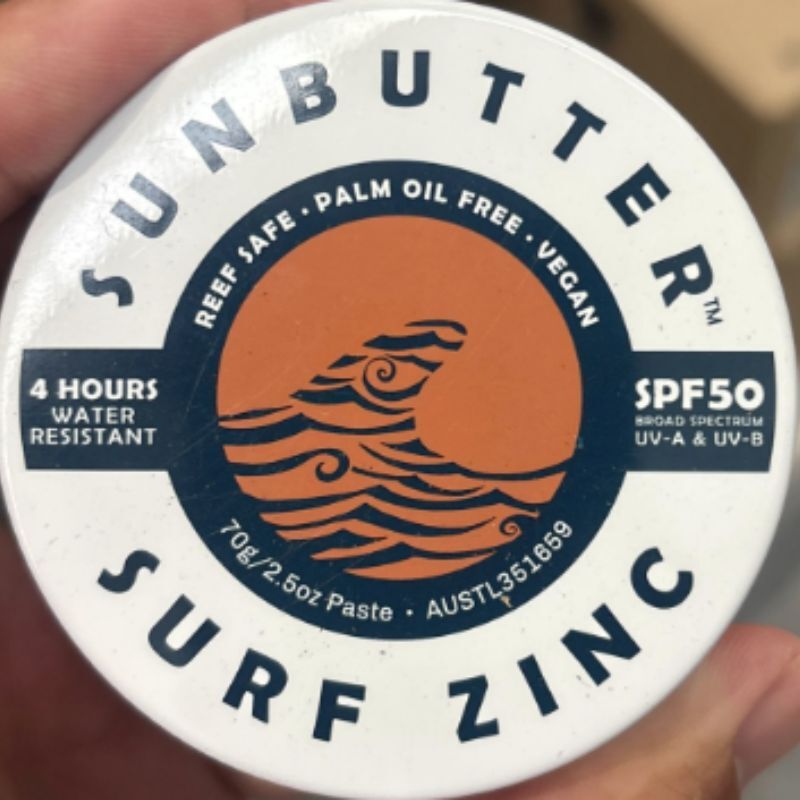 SUNBUTTER™
REEF SAFE • PALM OIL FREE • VEGAN
4 HOURS
WATER
RESISTANT
SPF50
BROAD SPECTRUM
UV-A & UV-B
70g/2.5oz Paste • AUSTL351659
SURF ZINC